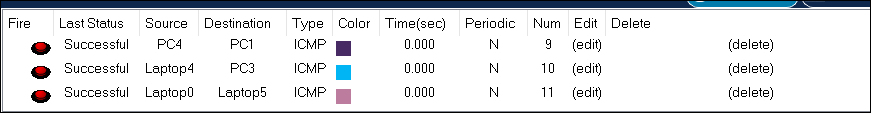 Fire Last Status Source Destination Type Color Time(sec) Periodic Num Edit Delete
Successful PC4 PC1 ICMP 0.000 N 9 (edit) (delete)
Successful Laptop4 PC3 ICMP 0.000 N 10 (edit) (delete)
Successful Laptop0 Laptop5 ICMP 0.000 N 11 (edit) (delete)